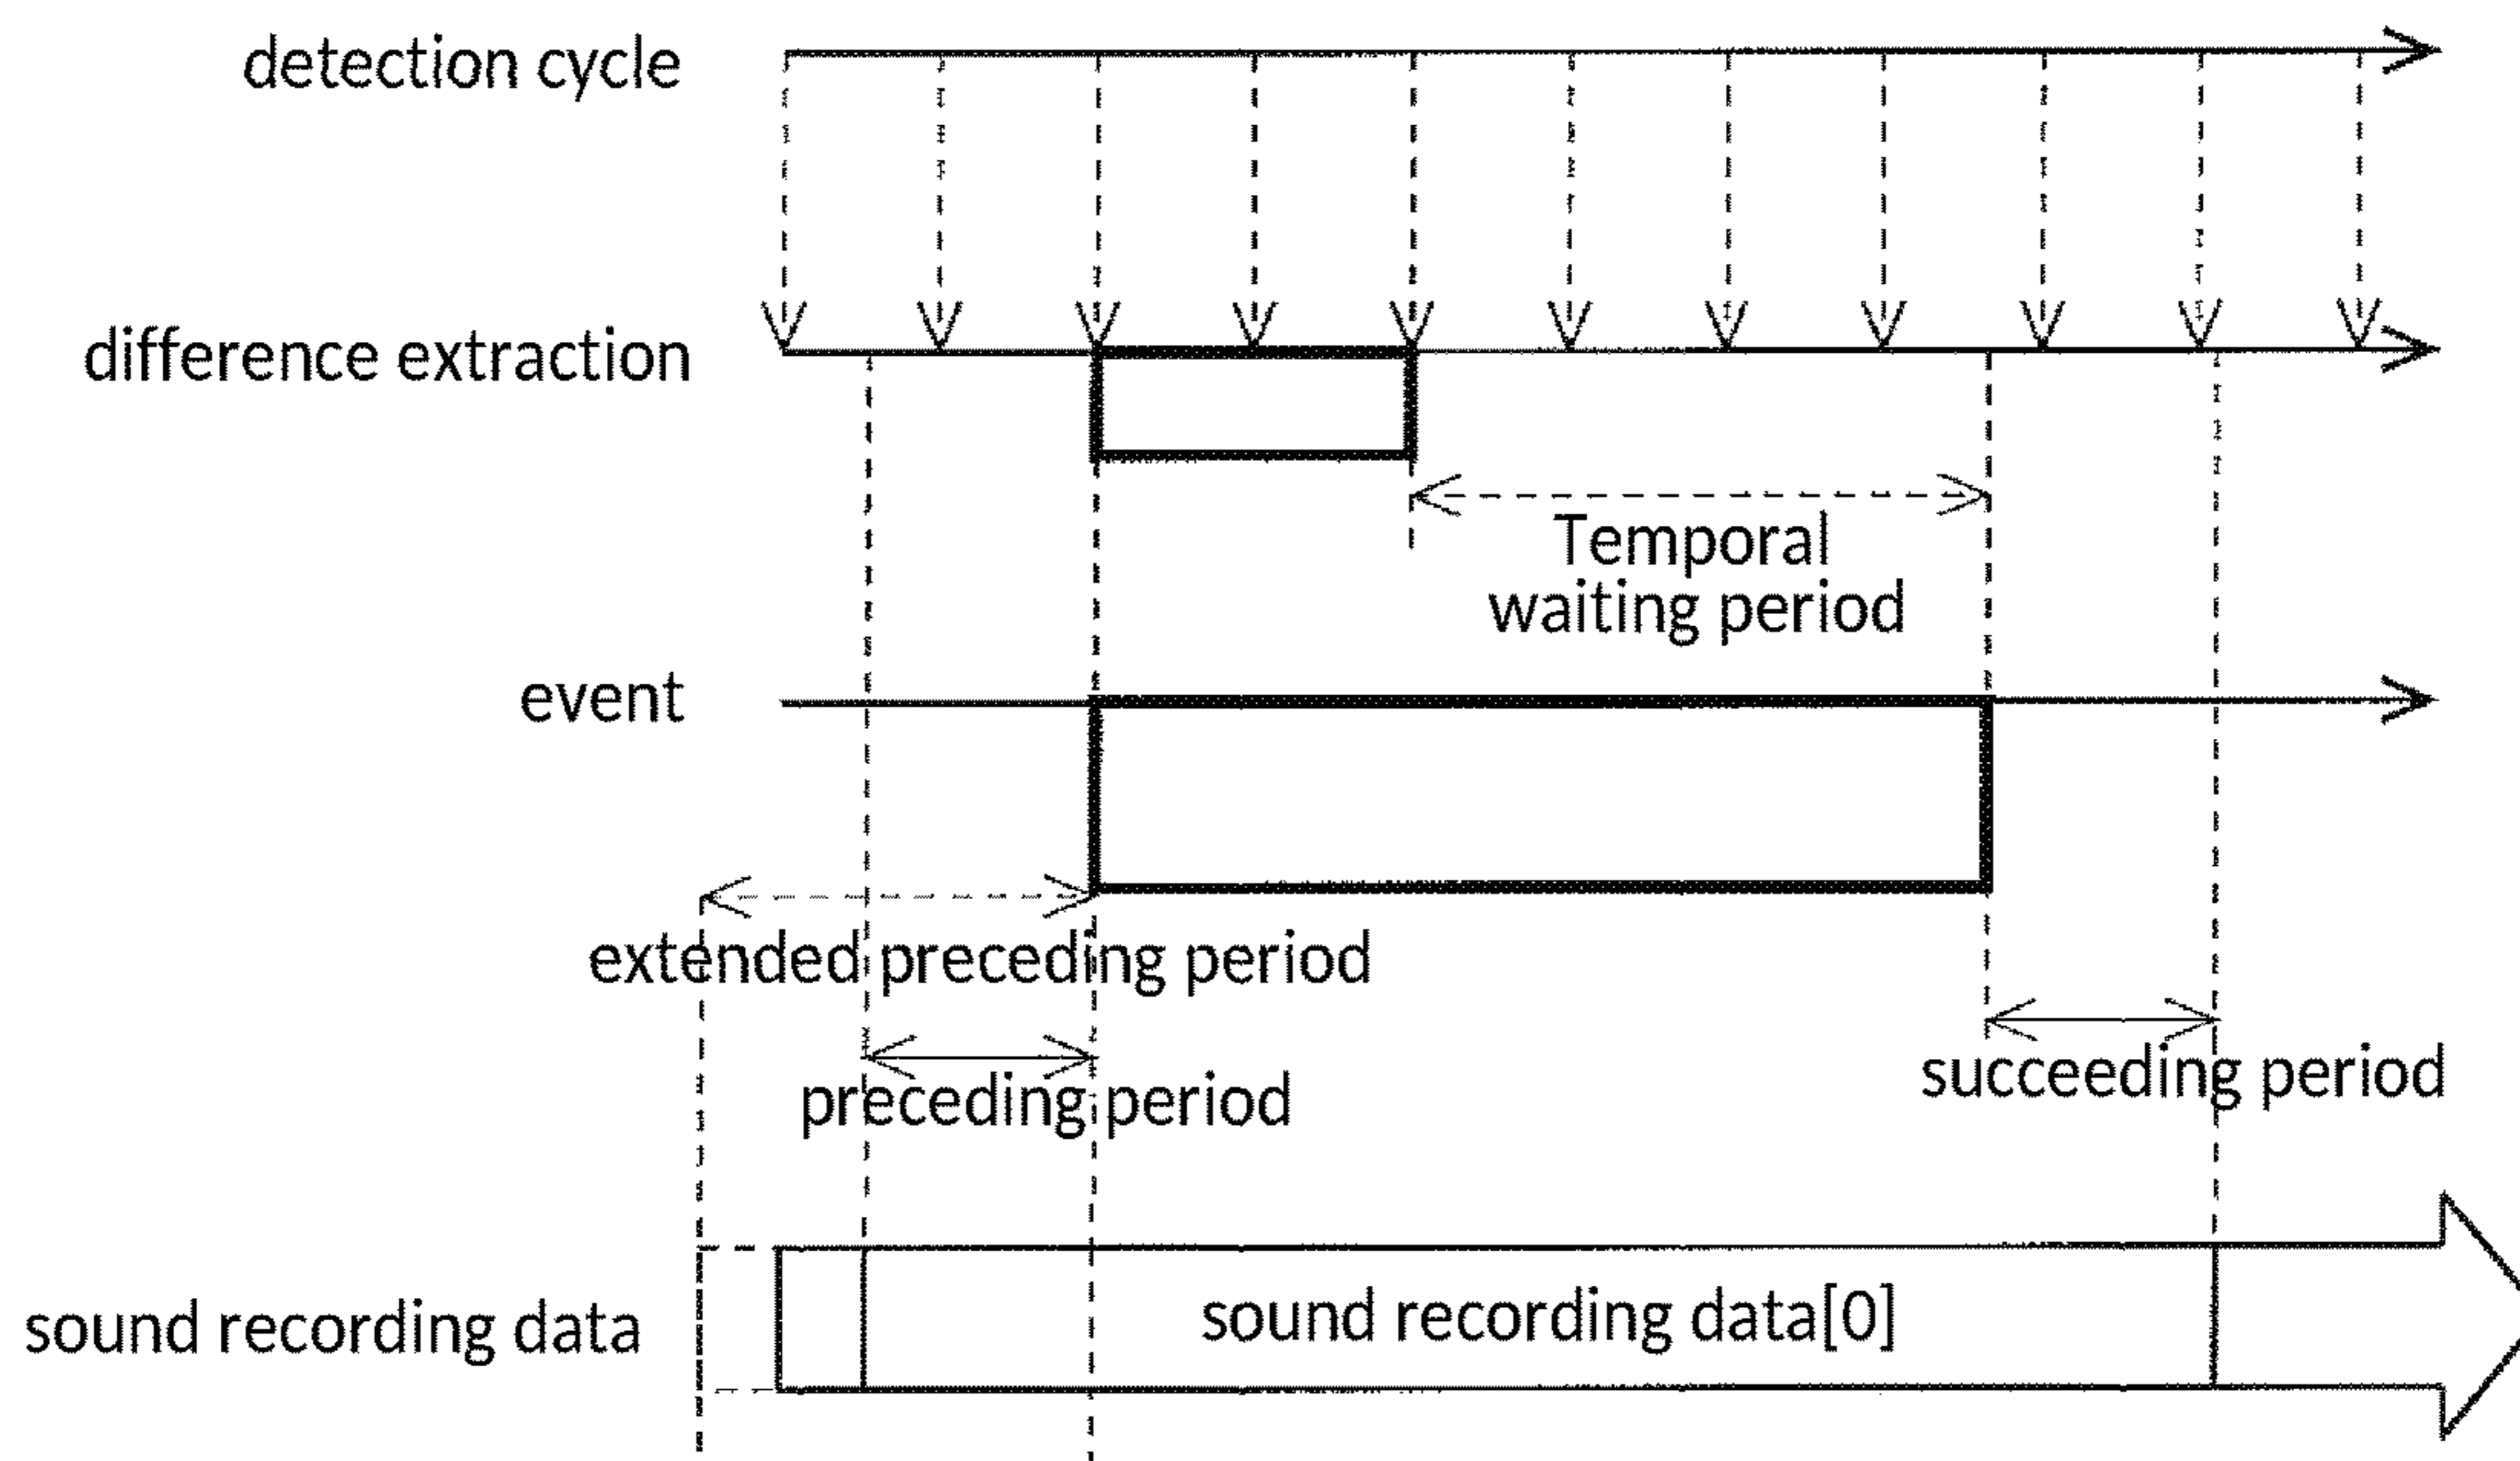 detection cycle
difference extraction
Temporal
waiting period
event
extended preceding period
succeeding period
preceding period
sound recording data[0]
sound recording data